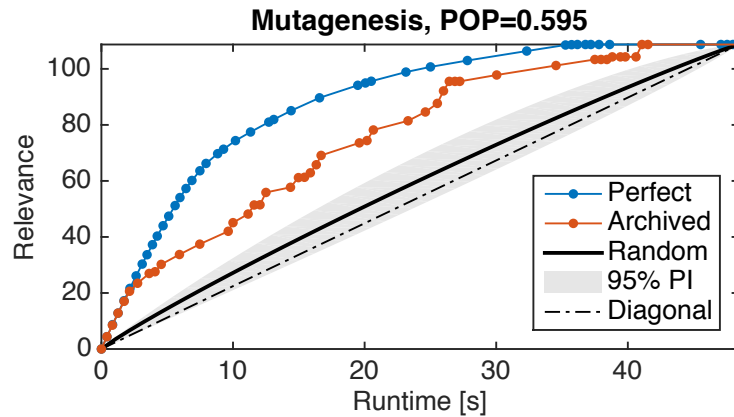 Mutagenesis, POP=0.595
Relevance
100
80
60
40
20
0
0 10 20 30 40
Runtime [s]
Perfect
Archived
Random
95% PI
Diagonal